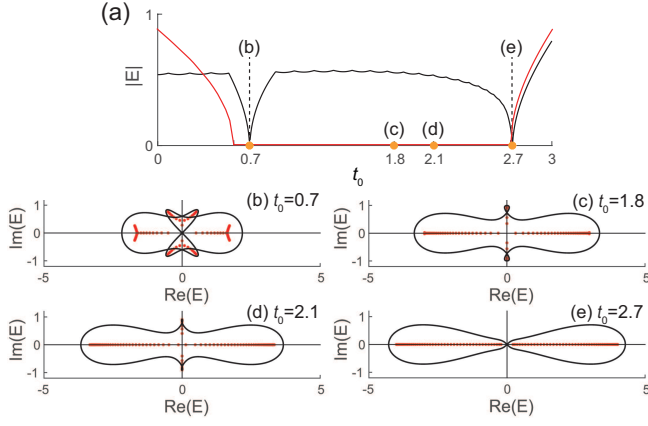 (a)
1
|E|
0
(b)
(e)
(c)
(d)
0
0.7
1.8
2.1
2.7
3
t₀
(b) t₀=0.7
1
0
-1
Im(E)
-5
0
5
Re(E)
(c) t₀=1.8
1
0
-1
Im(E)
-5
0
5
Re(E)
(d) t₀=2.1
1
0
-1
Im(E)
-5
0
5
Re(E)
(e) t₀=2.7
1
0
-1
Im(E)
-5
0
5
Re(E)